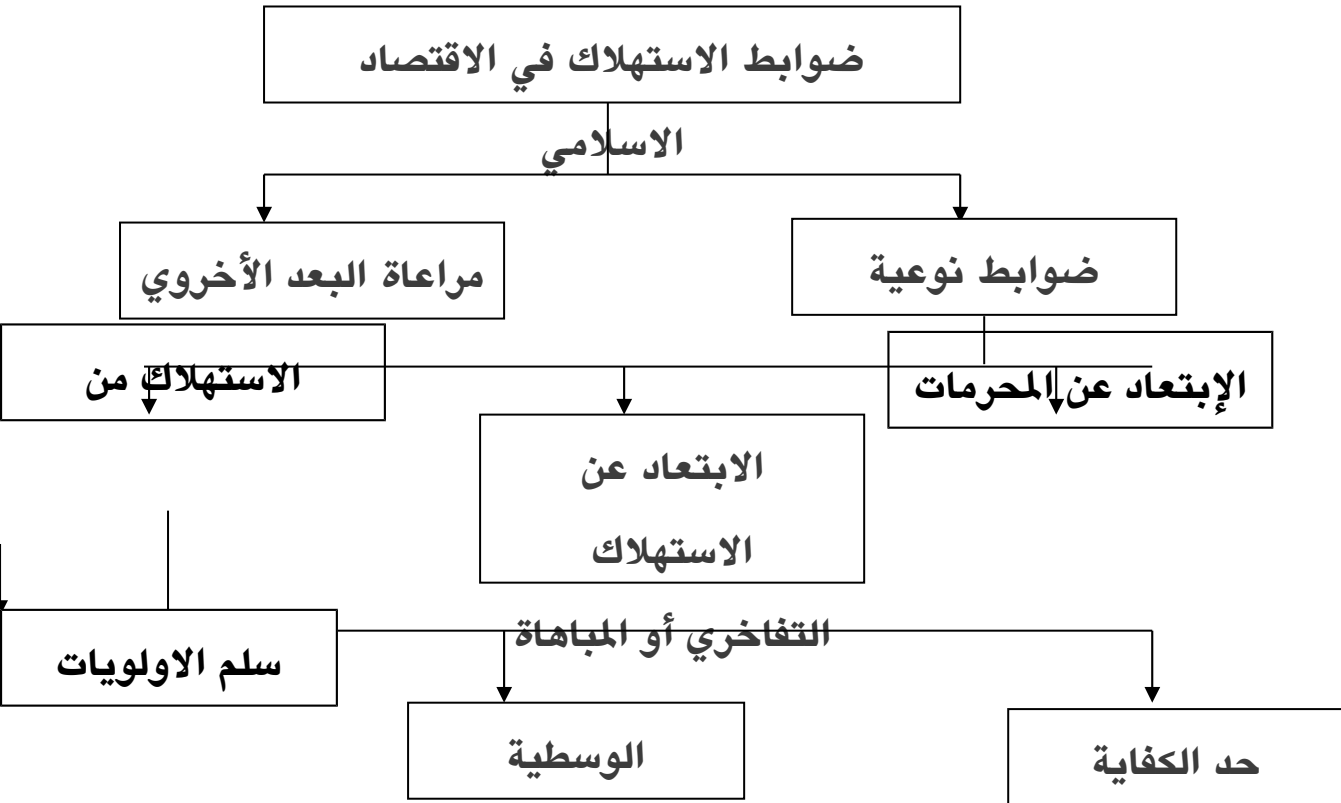 ضوابط الاستهلاك في الاقتصاد
الاسلامي
ضوابط نوعية
مراعاة البعد الأخروي
الإبتعاد عن المحرمات
الاستهلاك من
الابتعاد عن
الاستهلاك
التفاخري أو المباهاة
سلم الاولويات
حد الكفاية
الوسطية